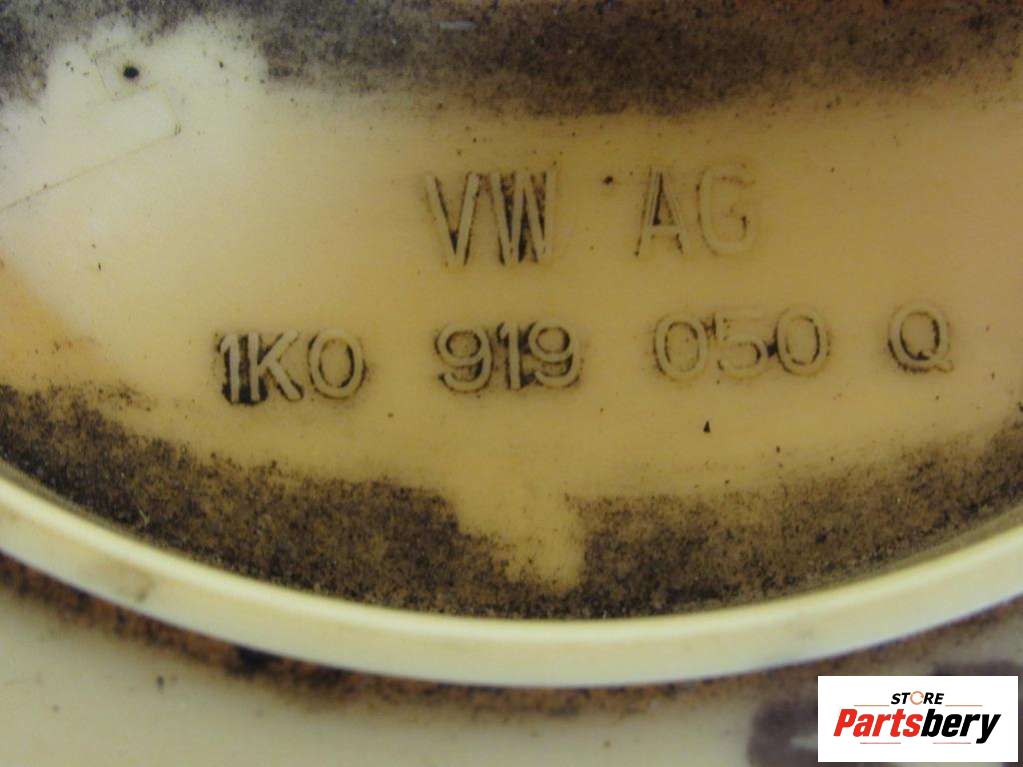 VW AG
1K0 919 050 Q
STORE
Partsbery